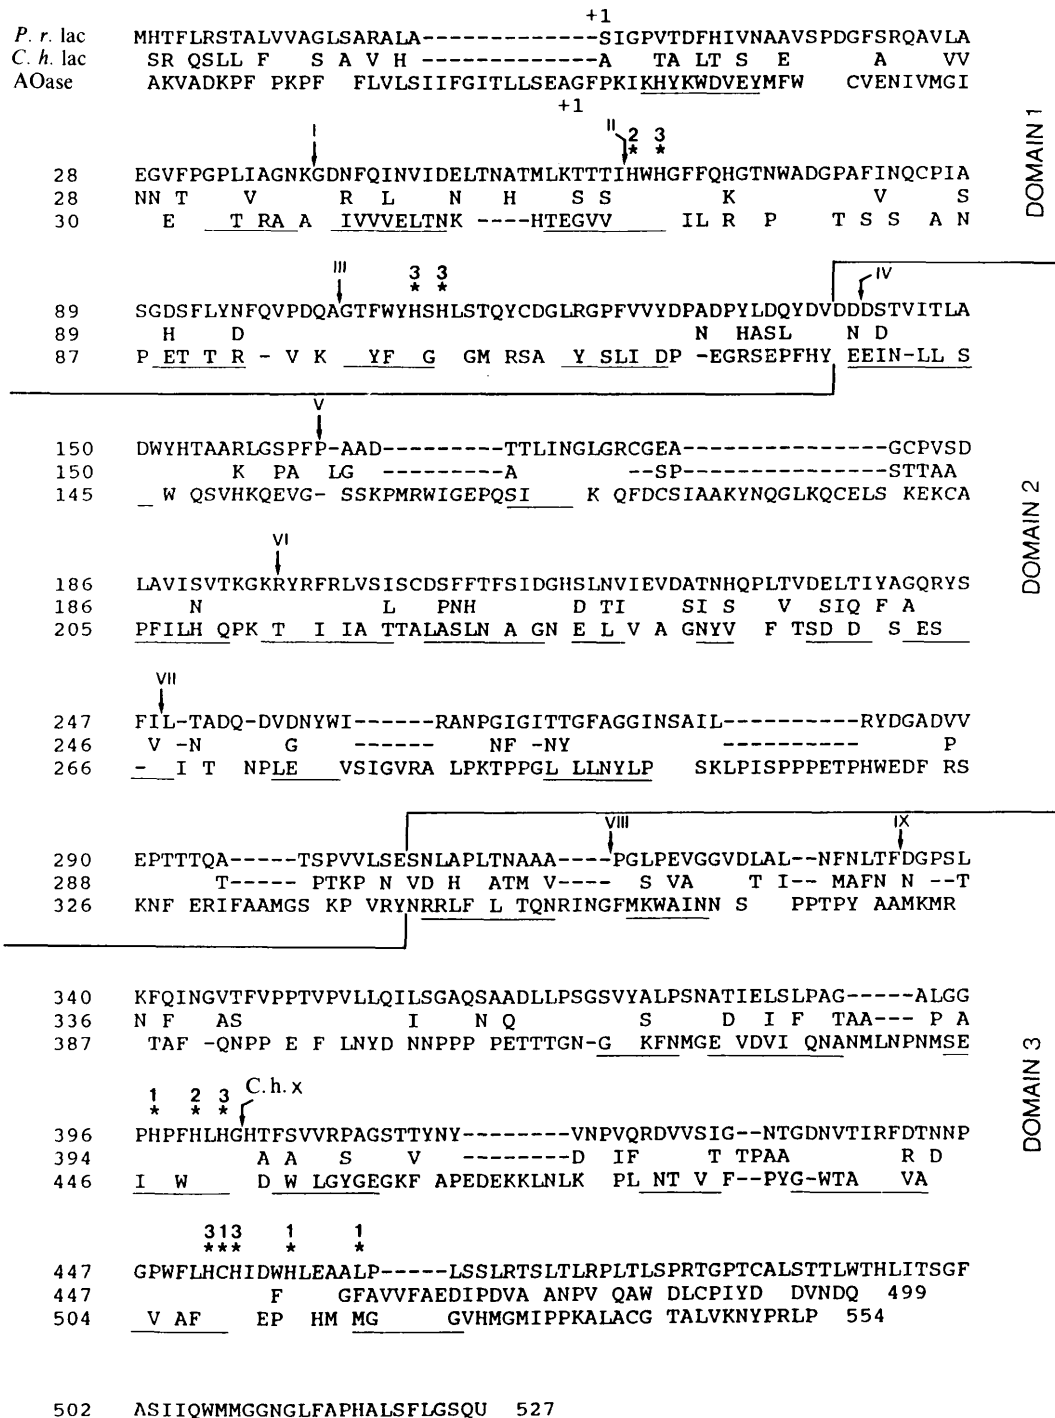 +1
P. r. lac MHTFLRSTALVVAGLSARALA-------------SIGPVTDFHIVNAAVSPDGFSRQAVLA
C. h. lac SR QSLL F S A V H -------------A TA LT S E A VV
AOase AKVADKPF PKPF FLVLSIIFGITLLSEAGFPKIKHYKWDVEYMFW CVENIVMGI
+1
DOMAIN 1
I II 2 3
* *
28 EGVFPGPLIAGNKGDNFQINVIDELTNATMLKTTTIHWHGFFQHGTNWADGPAFINQCPIA
28 NN T V R L N H S S K V S
30 E T RA A IVVVELTNK ----HTEGVV IL R P T S S A N
III 3 3 IV
* *
89 SGDSFLYNFQVPDQAGTFWYHSHLSTQYCDGLRGPFVVYDPADPYLDQYDVDDDSTVITLA
89 H D N HASL N D
87 P ET T R - V K YF G GM RSA Y SLI DP -EGRSEPFHY EEIN-LL S
V
150 DWYHTAARLGSPFP-AAD---------TTLINGLGRCGEA---------------GCPVSD
150 K PA LG ---------A --SP---------------STTAA
145 W QSVHKQEVG- SSKPMRWIGEPQSI K QFDCSIAAKYNQGLKQCELS KEKCA
DOMAIN 2
VI
186 LAVISVTKGKRYRFRLVSISCDSFFTFSIDGHSLNVIEVDATNHQPLTVDELTIYAGQRYS
186 N L PNH D TI SI S V SIQ F A
205 PFILH QPK T I IA TTALASLN A GN E L V A GNYV F TSD D S ES
VII
247 FIL-TADQ-DVDNYWI------RANPGIGITTGFAGGINSAIL----------RYDGADVV
246 V -N G ------ NF -NY ---------- P
266 - I T NPLE VSIGVRA LPKTPPGL LLNYLP SKLPISPPPETPHWEDF RS
VIII IX
290 EPTTTQA-----TSPVVLSESNLAPLTNAAA----PGLPEVGGVDLAL--NFNLTFDGPSL
288 T----- PTKP N VD H ATM V---- S VA T I-- MAFN N --T
326 KNF ERIFAAMGS KP VRYNRRLF L TQNRINGFMKWAINN S PPTPY AAMKMR
340 KFQINGVTFVPPTVPVLLQILSGAQSAADLLPSGSVYALPSNATIELSLPAG-----ALGG
336 N F AS I N Q S D I F TAA--- P A
387 TAF -QNPP E F LNYD NNPPP PETTTGN-G KFNMGE VDVI QNANMLNPNMSE
DOMAIN 3
1 2 3 C. h. x
* * *
396 PHPFHLHGHTFSVVRPAGSTTYNY--------VNPVQRDVVSIG--NTGDNVTIRFDTNNP
394 A A S V --------D IF T TPAA R D
446 I W D W LGYGEGKF APEDEKKLNLK PL NT V F--PYG-WTA VA
313 1 1
*** * *
447 GPWFLHCHIDWHLEAALP-----LSSLRTSLTLRPLTLSPRTGPTCALSTTLWTHLITSGF
447 F GFAVVFAEDIPDVA ANPV QAW DLCPIYD DVNDQ 499
504 V AF EP HM MG GVHMGMIPPKALACG TALVKNYPRLP 554
502 ASIIQWMMGGNGLFAPHALSFLGSQU 527